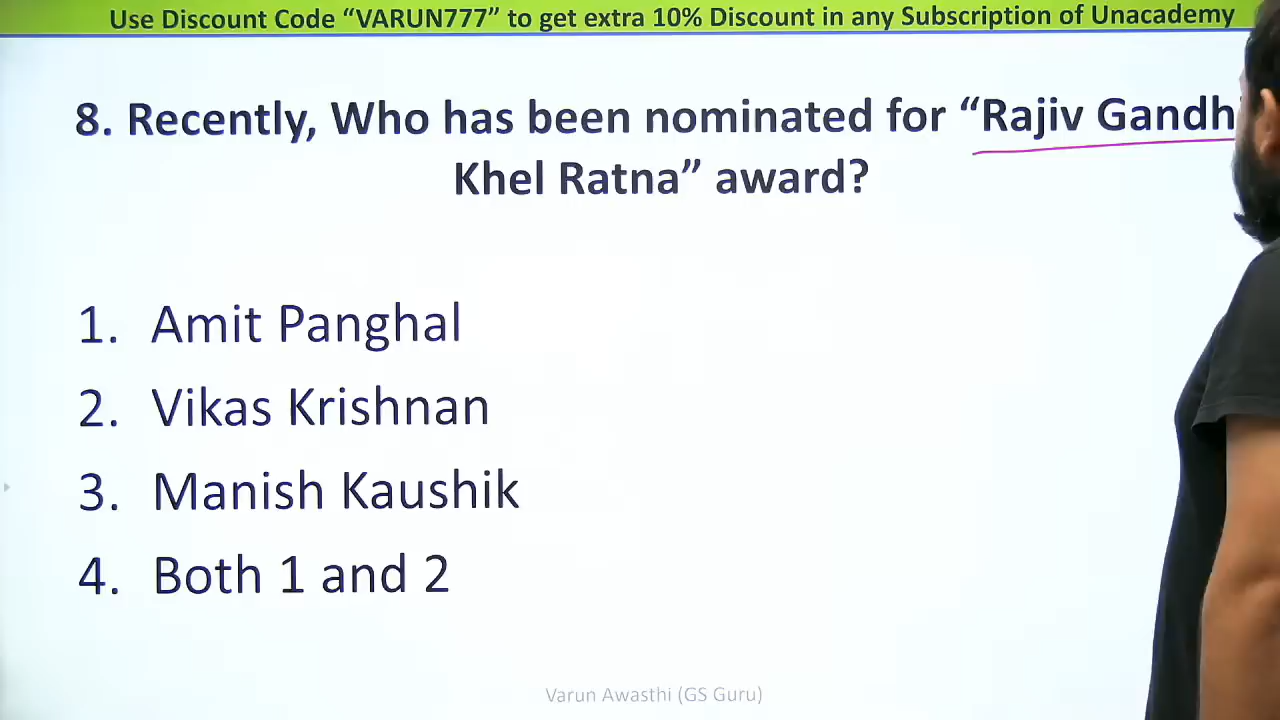 Use Discount Code “VARUN777” to get extra 10% Discount in any Subscription of Unacademy
8. Recently, Who has been nominated for “Rajiv Gandh
Khel Ratna” award?
1. Amit Panghal
2. Vikas Krishnan
3. Manish Kaushik
4. Both 1 and 2
Varun Awasthi (GS Guru)